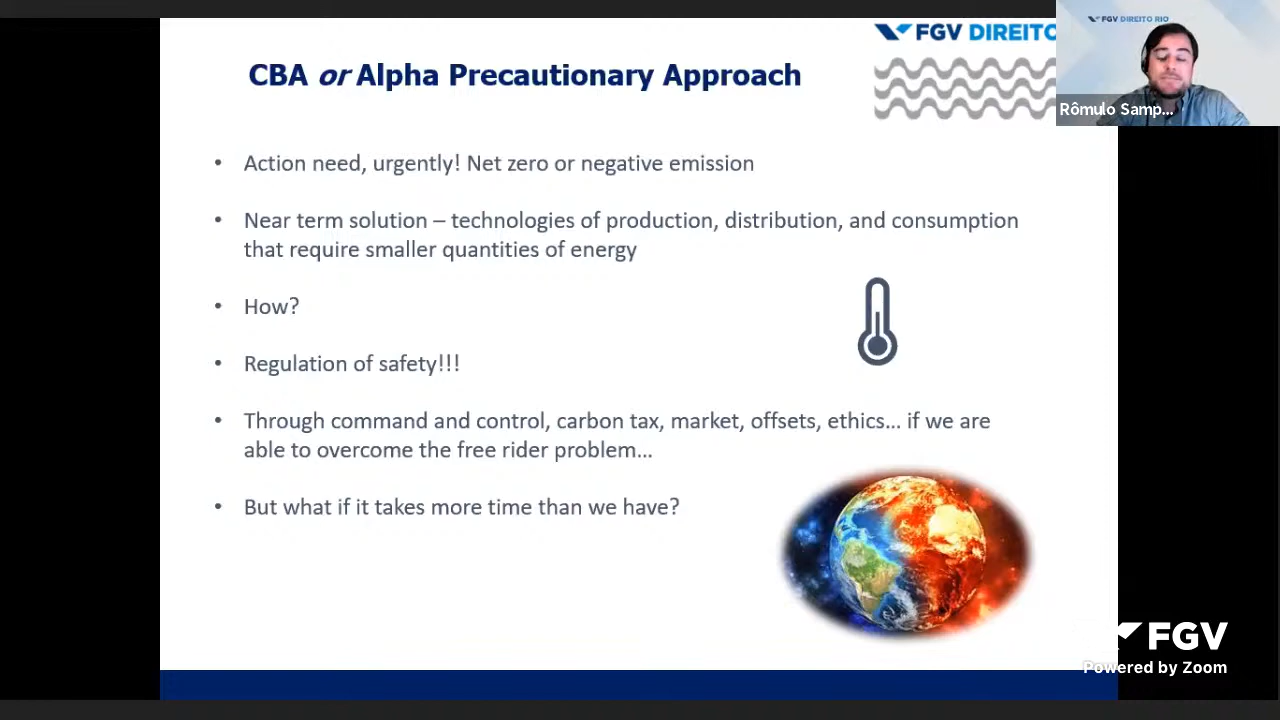 FGV DIREITO
FGV DIREITO RIO
CBA or Alpha Precautionary Approach
Rômulo Samp...
• Action need, urgently! Net zero or negative emission
• Near term solution – technologies of production, distribution, and consumption
that require smaller quantities of energy
• How?
• Regulation of safety!!!
• Through command and control, carbon tax, market, offsets, ethics... if we are
able to overcome the free rider problem...
• But what if it takes more time than we have?
FGV
Powered by Zoom